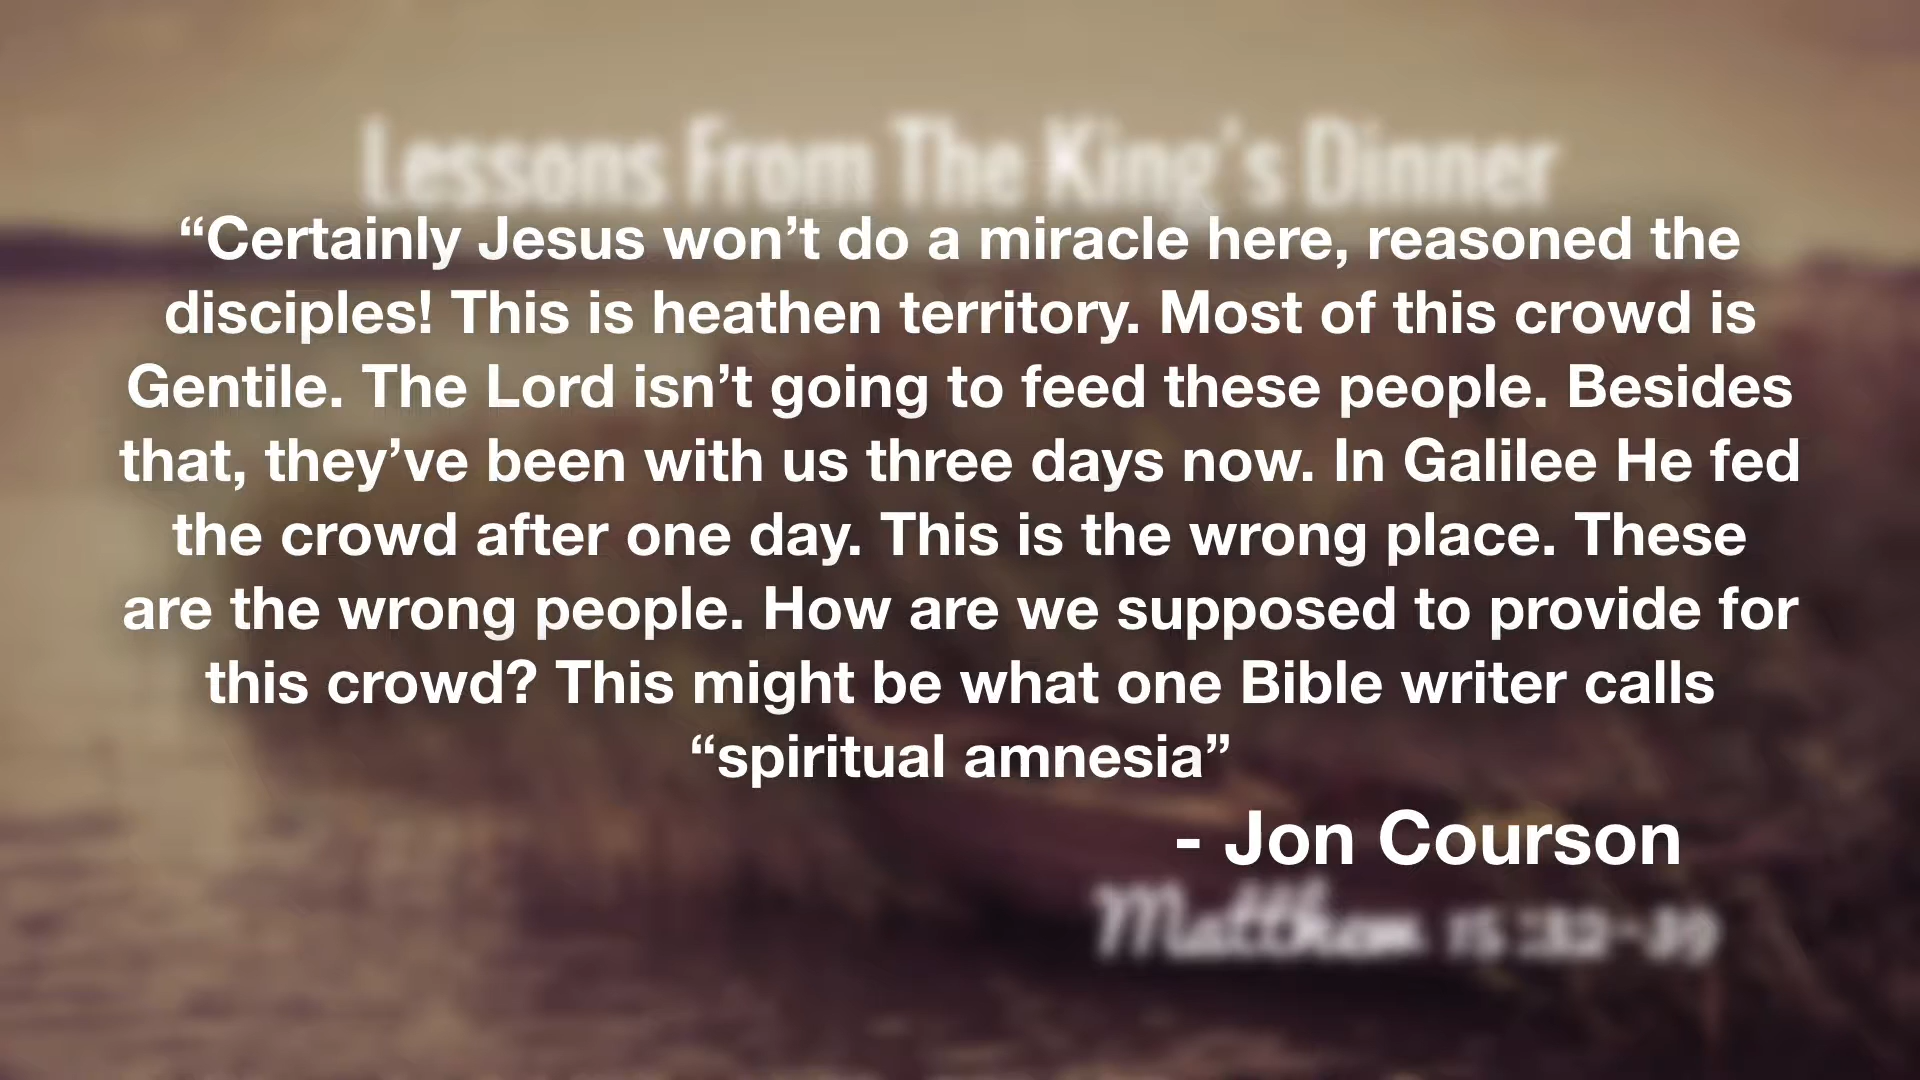 Lessons From The King's Dinner
“Certainly Jesus won’t do a miracle here, reasoned the
disciples! This is heathen territory. Most of this crowd is
Gentile. The Lord isn’t going to feed these people. Besides
that, they’ve been with us three days now. In Galilee He fed
the crowd after one day. This is the wrong place. These
are the wrong people. How are we supposed to provide for
this crowd? This might be what one Bible writer calls
“spiritual amnesia”
- Jon Courson
Matthew 15:32-39